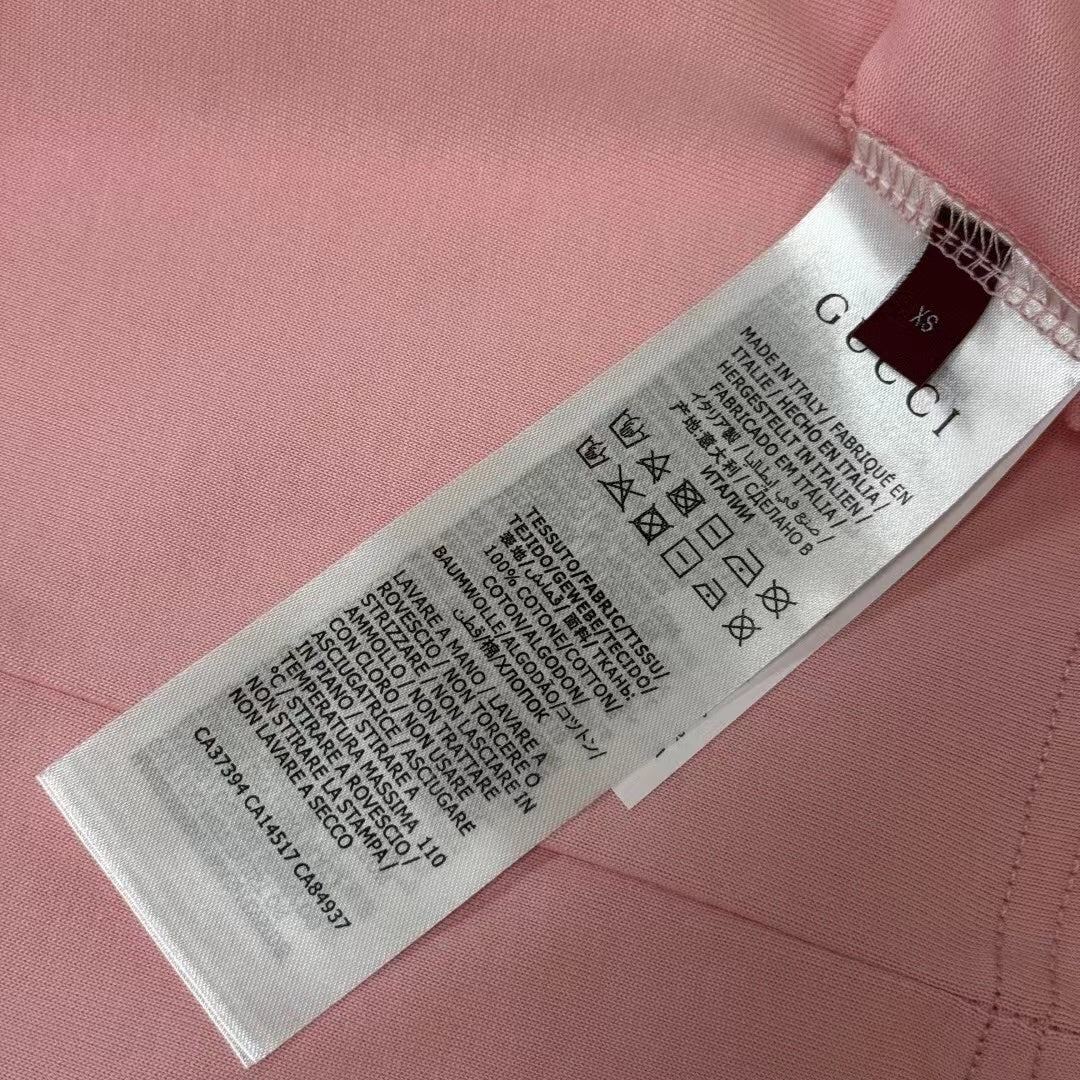 XS
GUCCI
MADE IN ITALY / FABRIQUÉ EN
ITALIE / HECHO EN ITALIA /
HERGESTELLT IN ITALIEN /
FABRICADO EM ITÁLIA /
イタリア製 / صنع في إيطاليا /
产地:意大利 / СДЕЛАНО В
ИТАЛИИ
TESSUTO/FABRIC/TISSU/
TEJIDO/GEWEBE/TECIDO/
表地/قماش/面料/ТКАНЬ:
100% COTONE/COTTON/
COTON/ALGODON/
BAUMWOLLE/ALGODÃO/コットン/
قطن/棉/ХЛОПОК
LAVARE A MANO / LAVARE A
ROVESCIO / NON TORCERE O
STRIZZARE / NON LASCIARE IN
AMMOLLO / NON TRATTARE
CON CLORO / NON USARE
ASCIUGATRICE / ASCIUGARE
IN PIANO / STIRARE A
TEMPERATURA MASSIMA 110
°C / STIRARE A ROVESCIO /
NON STIRARE LA STAMPA /
NON LAVARE A SECCO
CA37394 CA14517 CA84937